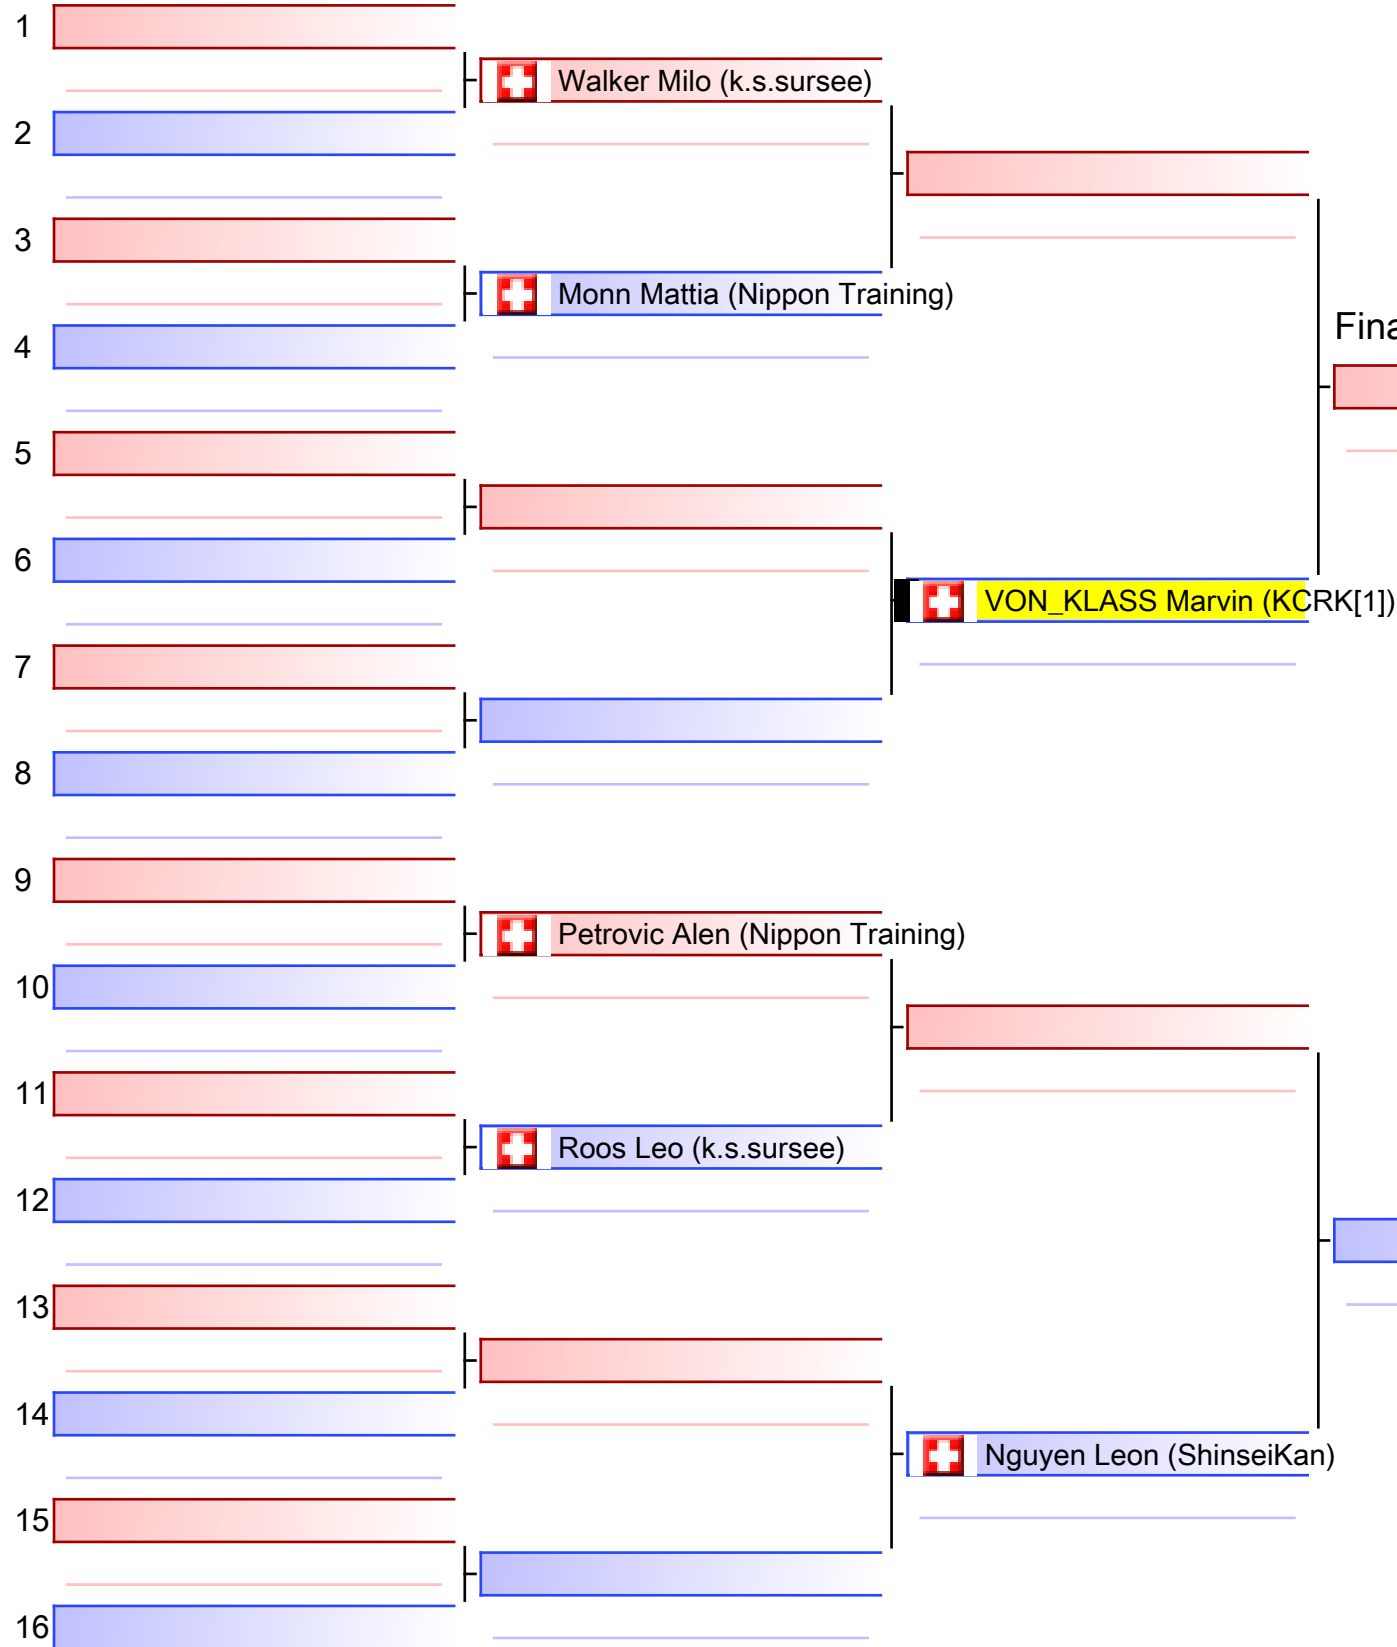 1
Walker Milo (k.s.sursee)
2
3
Monn Mattia (Nippon Training)
Fina
4
5
6
VON_KLASS Marvin (KCRK[1])
7
8
9
Petrovic Alen (Nippon Training)
10
11
Roos Leo (k.s.sursee)
12
13
14
Nguyen Leon (ShinseiKan)
15
16